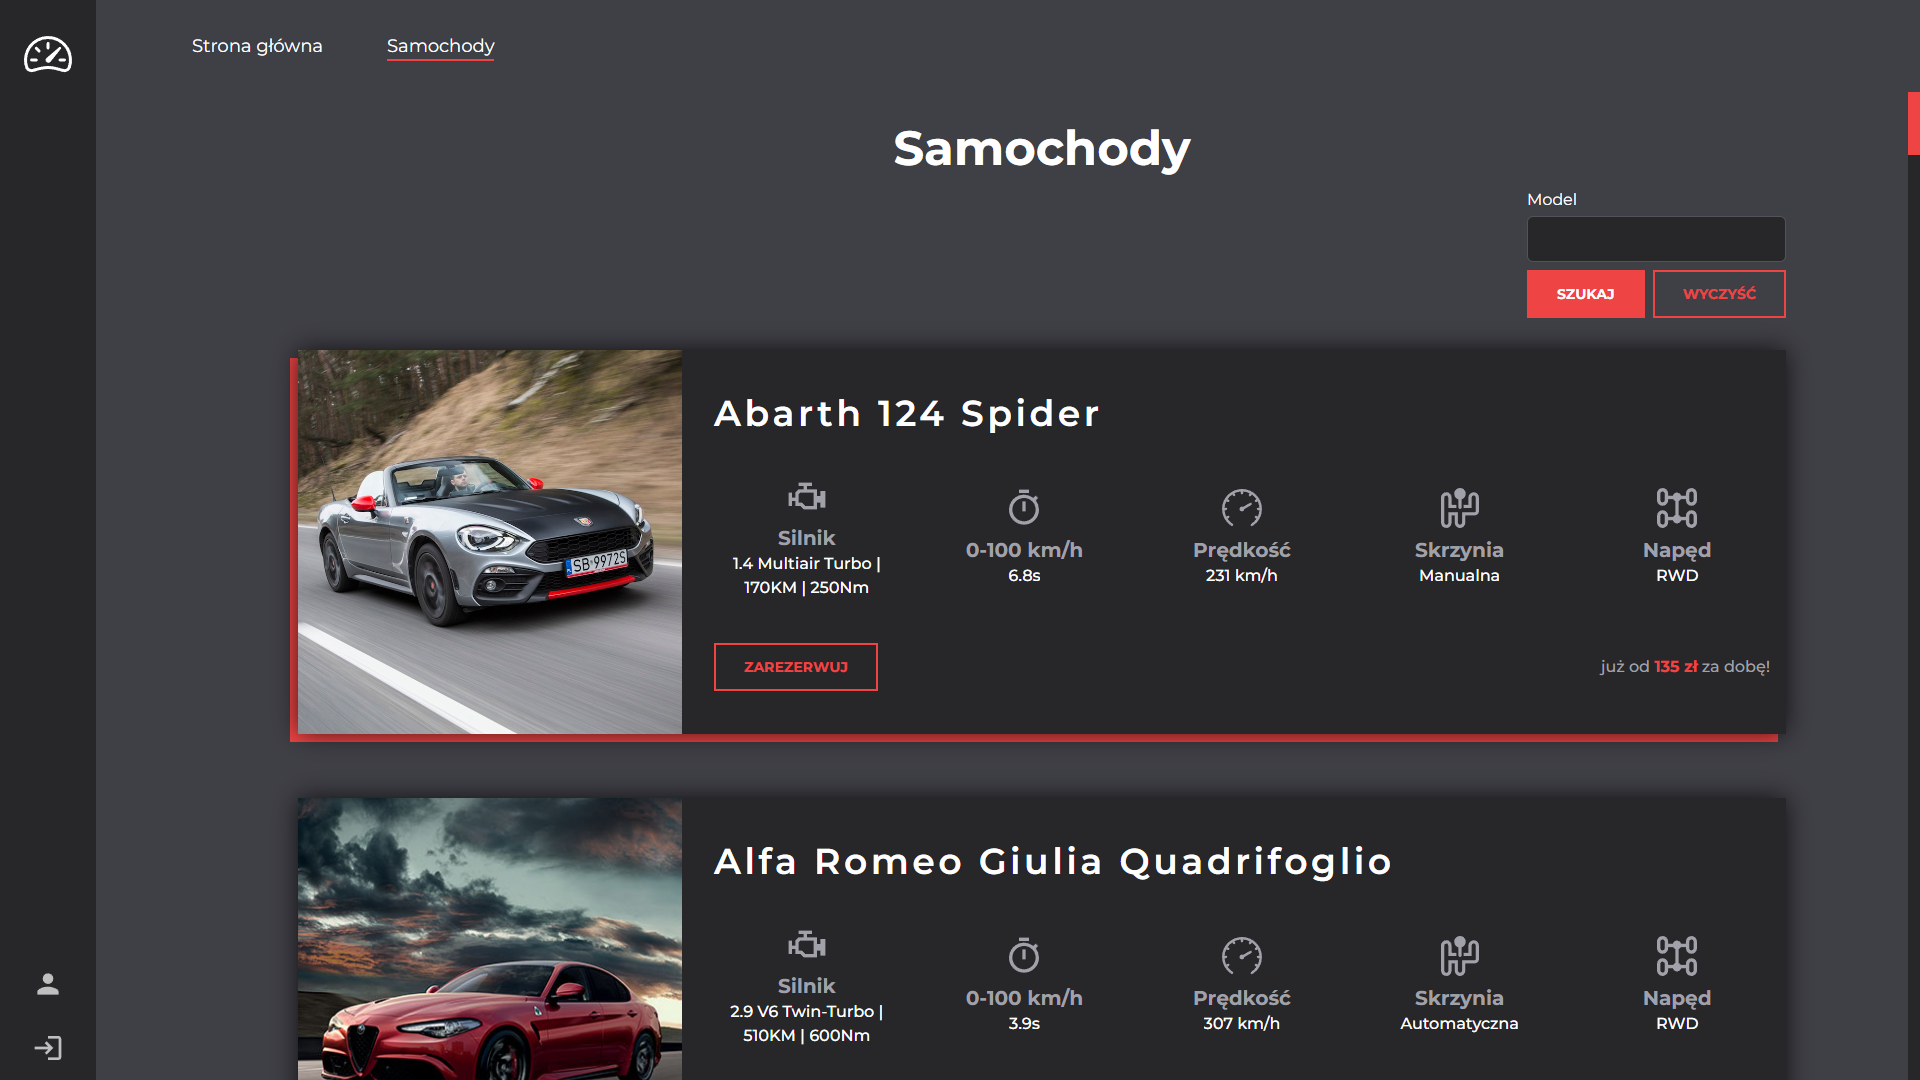 Strona główna
Samochody
Samochody
Model
SZUKAJ
WYCZYŚĆ
Abarth 124 Spider
Silnik
1.4 Multiair Turbo |
170KM | 250Nm
0-100 km/h
6.8s
Prędkość
231 km/h
Skrzynia
Manualna
Napęd
RWD
SB 9972S
ZAREZERWUJ
już od 135 zł za dobę!
Alfa Romeo Giulia Quadrifoglio
Silnik
2.9 V6 Twin-Turbo |
510KM | 600Nm
0-100 km/h
3.9s
Prędkość
307 km/h
Skrzynia
Automatyczna
Napęd
RWD